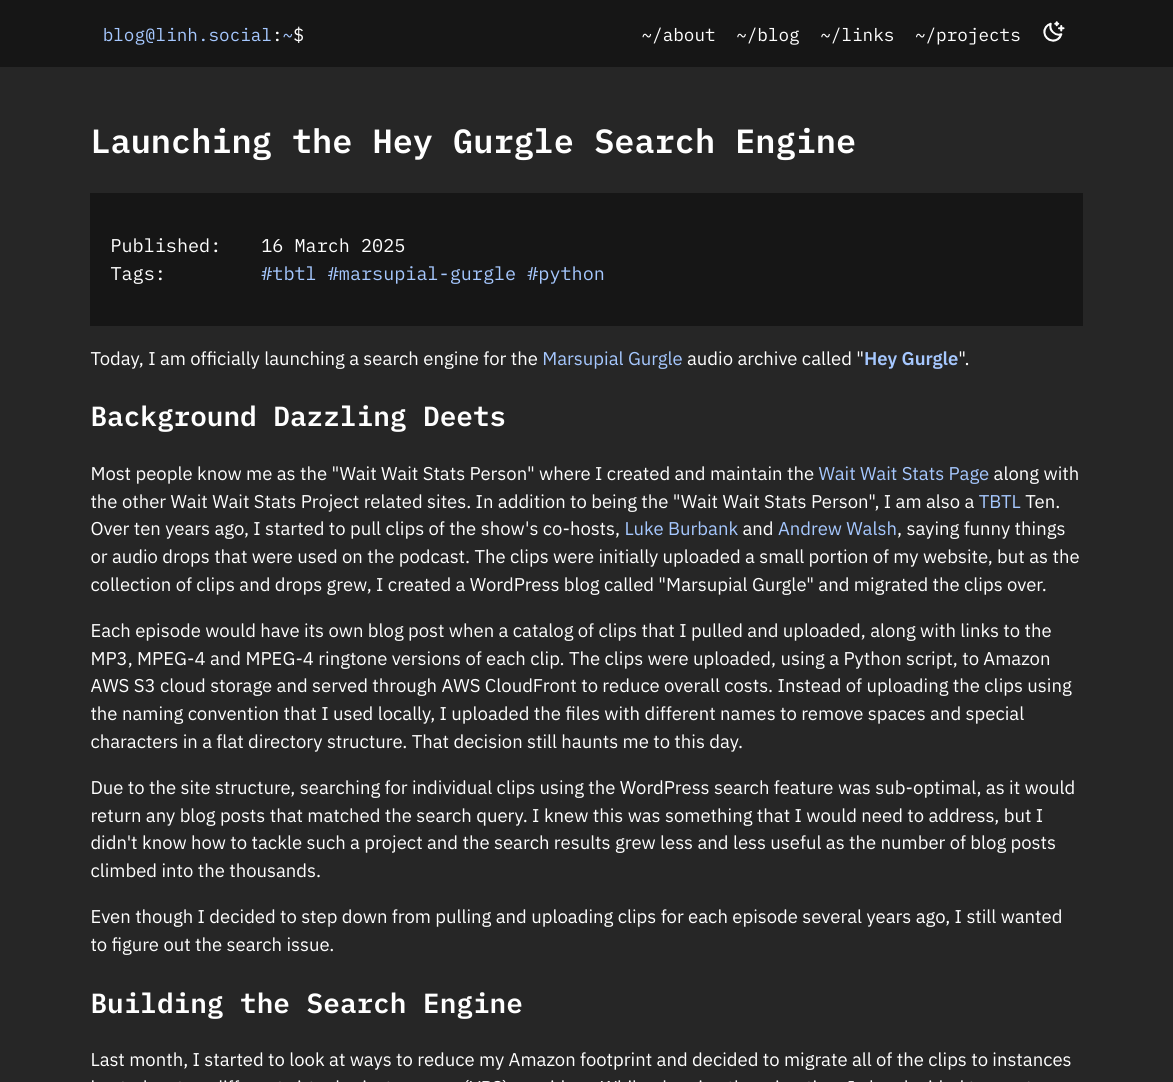 blog@linh.social:~$ ~/about ~/blog ~/links ~/projects
Launching the Hey Gurgle Search Engine
Published: 16 March 2025
Tags: #tbtl #marsupial-gurgle #python
Today, I am officially launching a search engine for the Marsupial Gurgle audio archive called "Hey Gurgle".
Background Dazzling Deets
Most people know me as the "Wait Wait Stats Person" where I created and maintain the Wait Wait Stats Page along with
the other Wait Wait Stats Project related sites. In addition to being the "Wait Wait Stats Person", I am also a TBTL Ten.
Over ten years ago, I started to pull clips of the show's co-hosts, Luke Burbank and Andrew Walsh, saying funny things
or audio drops that were used on the podcast. The clips were initially uploaded a small portion of my website, but as the
collection of clips and drops grew, I created a WordPress blog called "Marsupial Gurgle" and migrated the clips over.
Each episode would have its own blog post when a catalog of clips that I pulled and uploaded, along with links to the
MP3, MPEG-4 and MPEG-4 ringtone versions of each clip. The clips were uploaded, using a Python script, to Amazon
AWS S3 cloud storage and served through AWS CloudFront to reduce overall costs. Instead of uploading the clips using
the naming convention that I used locally, I uploaded the files with different names to remove spaces and special
characters in a flat directory structure. That decision still haunts me to this day.
Due to the site structure, searching for individual clips using the WordPress search feature was sub-optimal, as it would
return any blog posts that matched the search query. I knew this was something that I would need to address, but I
didn't know how to tackle such a project and the search results grew less and less useful as the number of blog posts
climbed into the thousands.
Even though I decided to step down from pulling and uploading clips for each episode several years ago, I still wanted
to figure out the search issue.
Building the Search Engine
Last month, I started to look at ways to reduce my Amazon footprint and decided to migrate all of the clips to instances